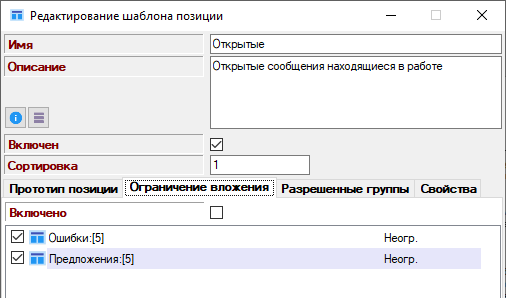 Редактирование шаблона позиции
Имя Открытые
Описание Открытые сообщения находящиеся в работе
Включен
Сортировка 1
Прототип позиции Ограничение вложения Разрешенные группы Свойства
Включено
Ошибки:[5] Неогр.
Предложения:[5] Неогр.